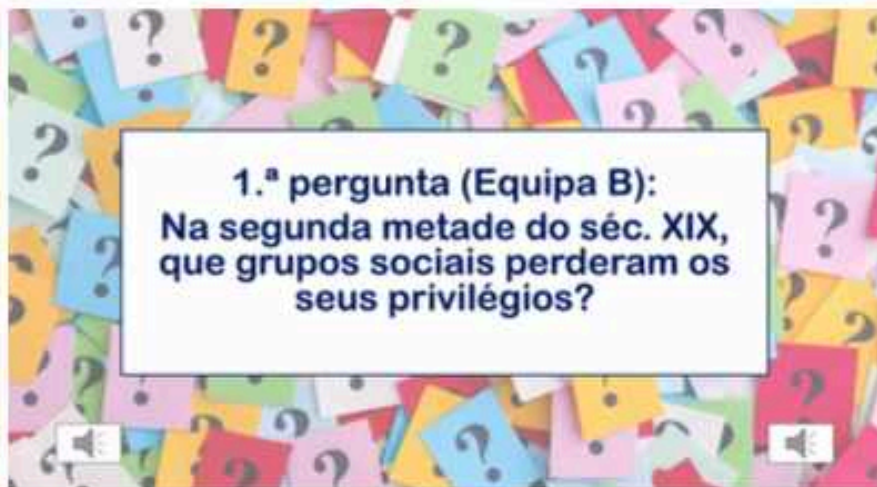 1.ª pergunta (Equipa B):
Na segunda metade do séc. XIX,
que grupos sociais perderam os
seus privilégios?